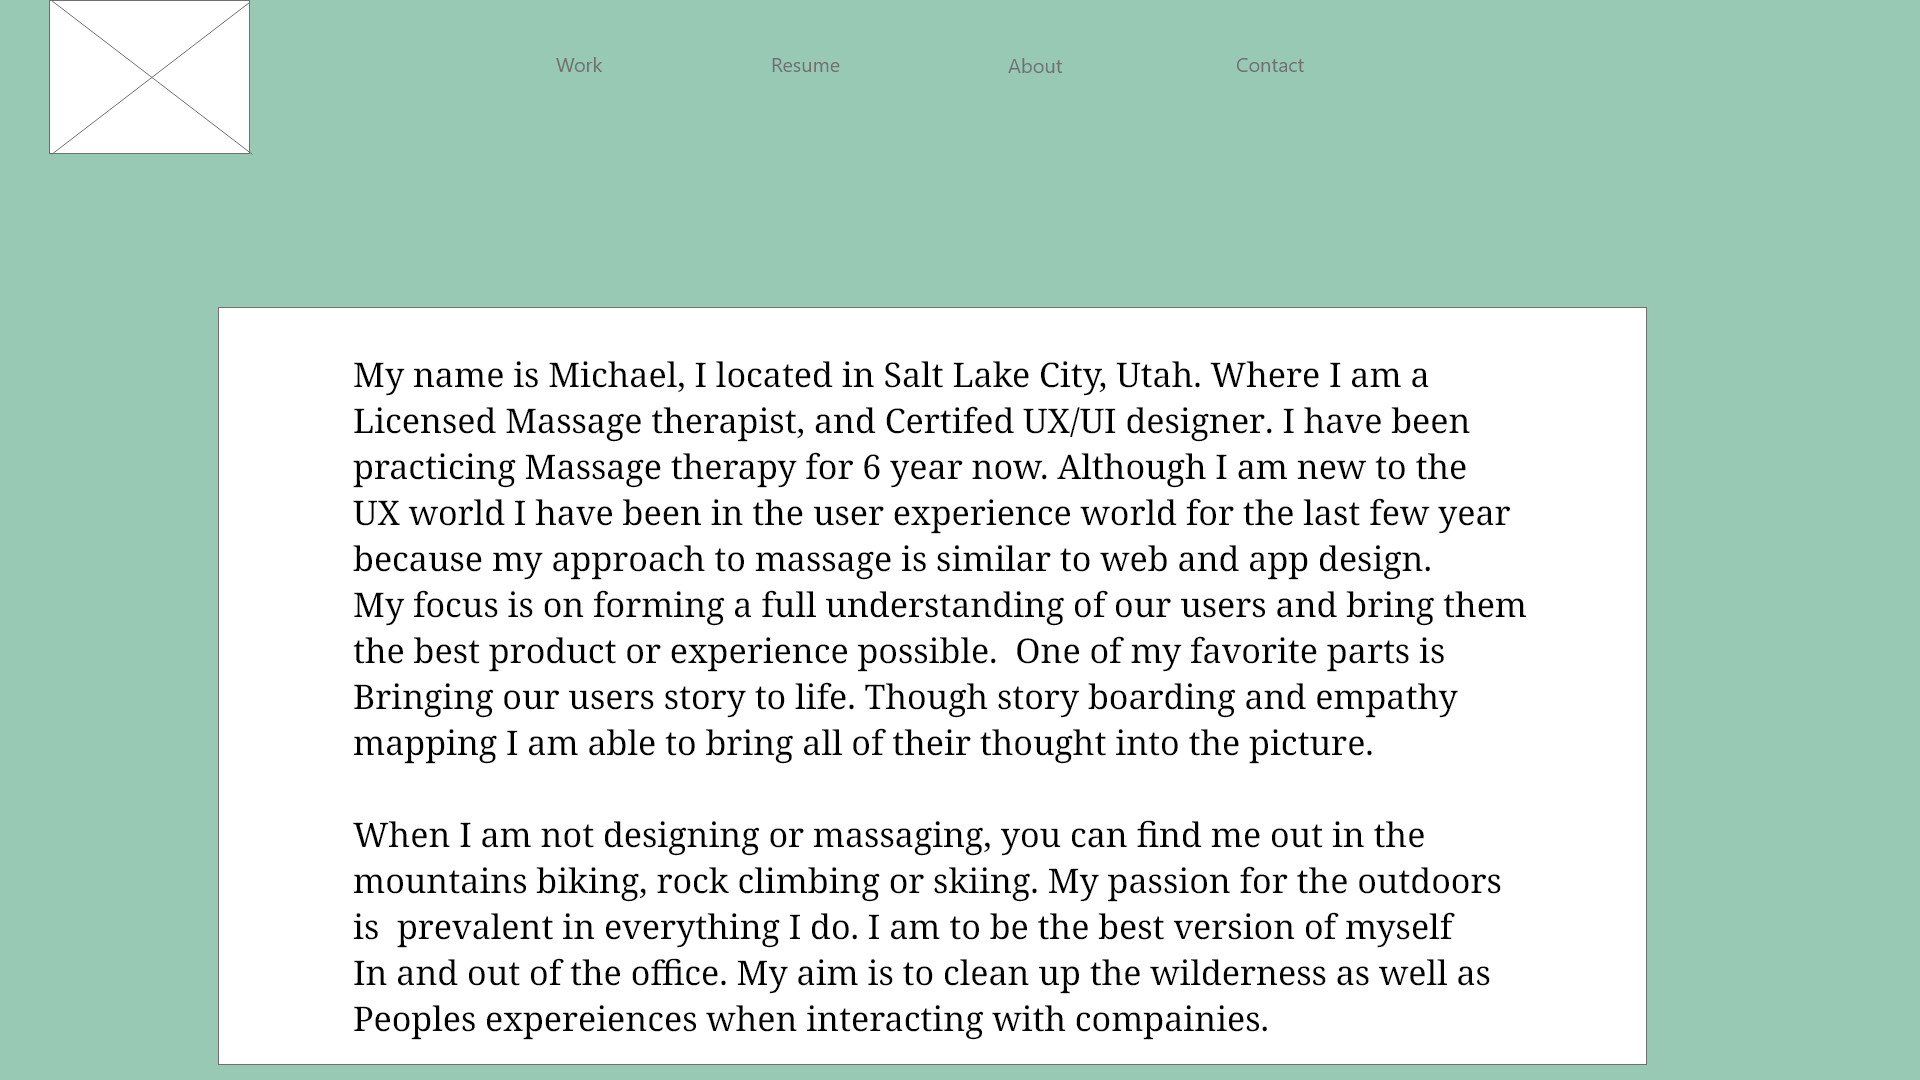 Work Resume About Contact
My name is Michael, I located in Salt Lake City, Utah. Where I am a
Licensed Massage therapist, and Certifed UX/UI designer. I have been
practicing Massage therapy for 6 year now. Although I am new to the
UX world I have been in the user experience world for the last few year
because my approach to massage is similar to web and app design.
My focus is on forming a full understanding of our users and bring them
the best product or experience possible.  One of my favorite parts is
Bringing our users story to life. Though story boarding and empathy
mapping I am able to bring all of their thought into the picture.
When I am not designing or massaging, you can find me out in the
mountains biking, rock climbing or skiing. My passion for the outdoors
is  prevalent in everything I do. I am to be the best version of myself
In and out of the office. My aim is to clean up the wilderness as well as
Peoples expereiences when interacting with compainies.